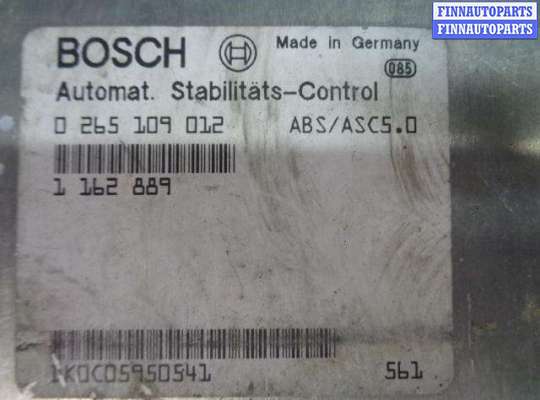 FINNAUTOPARTS
FINNAUTOPARTS
BOSCH Made in Germany
085
Automat. Stabilitäts-Control
0 265 109 012 ABS/ASC5.0
1 162 889
1K0C05950541 561